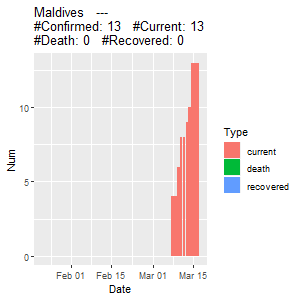 Maldives   ---
#Confirmed: 13   #Current: 13
#Death: 0   #Recovered: 0
Num
10
5
0
Feb 01   Feb 15   Mar 01   Mar 15
Date
Type
current
death
recovered